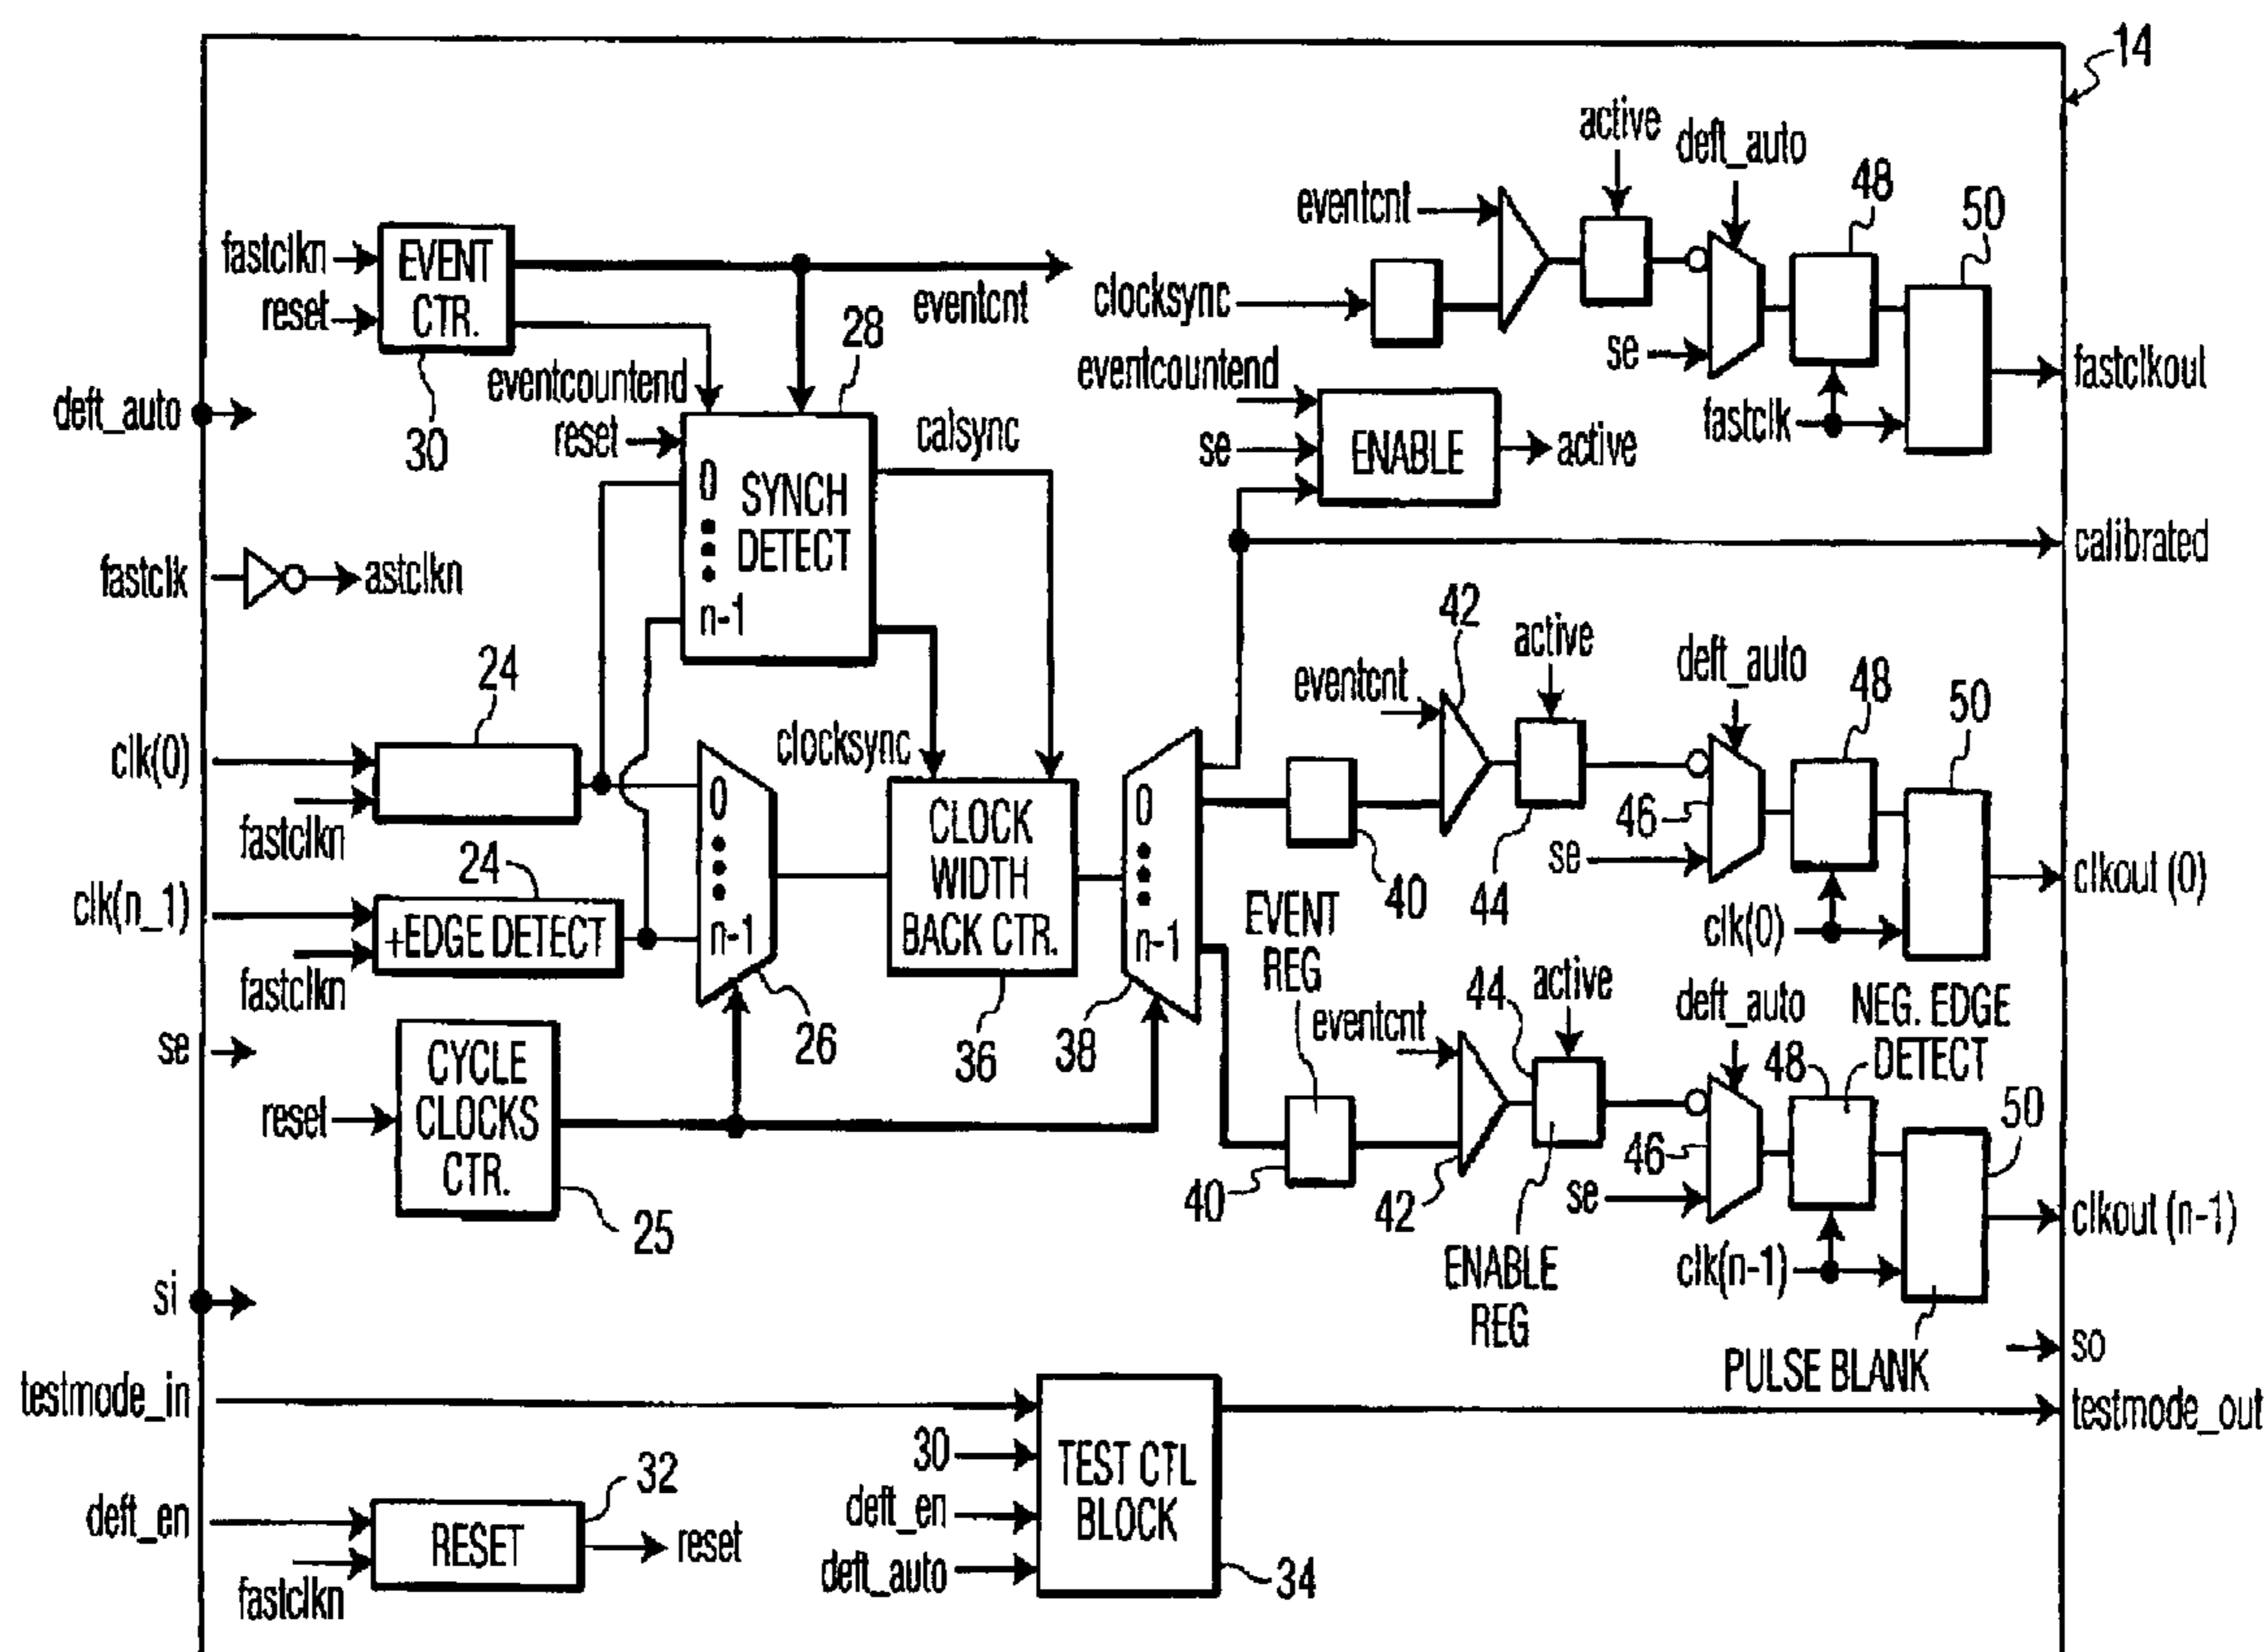 14
active
deft_auto
48
50
eventcnt
fastclkn
reset
EVENT
CTR.
30
eventcnt
clocksync
se
fastclk
fastclkout
deft_auto
eventcountend
reset
28
calsync
0
n-1
SYNCH
DETECT
eventcountend
se
ENABLE
active
calibrated
fastclk
astclkn
24
clk(0)
fastclkn
24
clk(n_1)
+EDGE DETECT
fastclkn
0
n-1
26
clocksync
CLOCK
WIDTH
BACK CTR.
36
0
n-1
38
eventcnt
42
active
44
40
deft_auto
46
se
48
50
clk(0)
clkout (0)
EVENT
REG
40
eventcnt
42
44
active
ENABLE
REG
deft_auto
46
se
48
NEG. EDGE
DETECT
50
clk(n-1)
clkout (n-1)
PULSE BLANK
se
reset
CYCLE
CLOCKS
CTR.
25
si
so
testmode_in
30
deft_en
deft_auto
TEST CTL
BLOCK
34
testmode_out
deft_en
fastclkn
RESET
32
reset